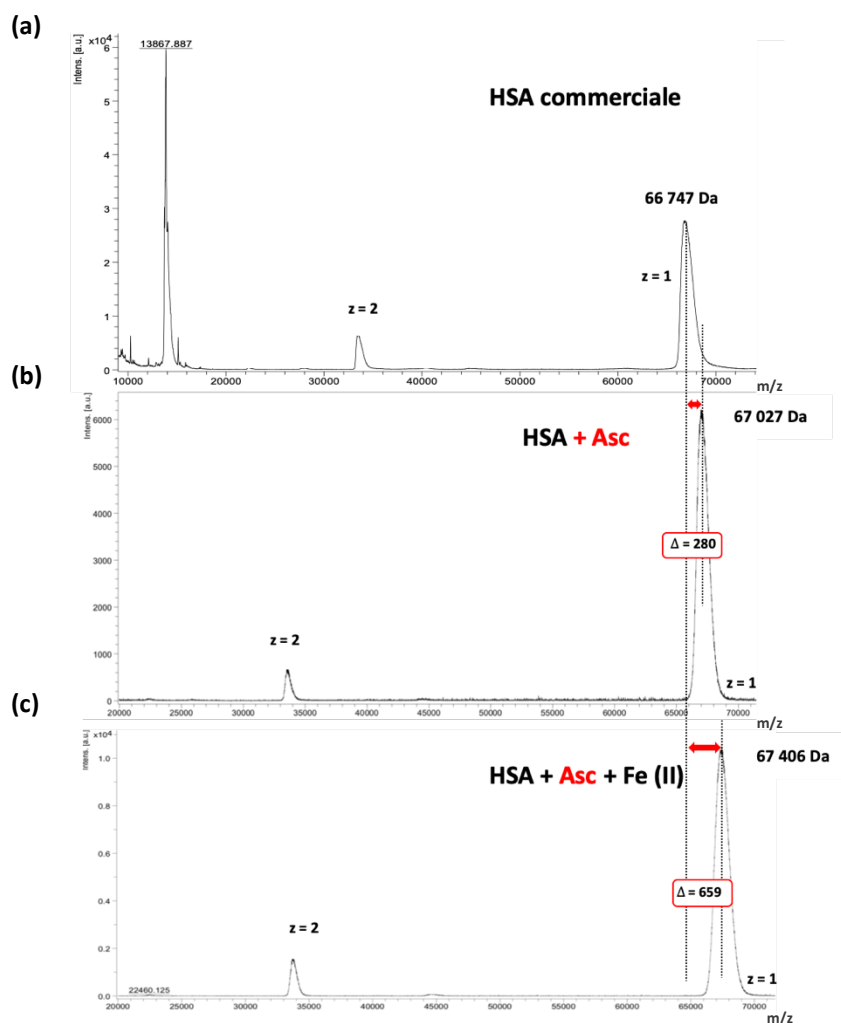 (a)
x10⁴
13867.887
Intens. [a.u.]
HSA commerciale
66 747 Da
z = 1
z = 2
6
5
4
3
2
1
0
10000 20000 30000 40000 50000 60000 70000 m/z
(b)
Intens. [a.u.]
67 027 Da
HSA + Asc
Δ = 280
z = 2
z = 1
6000
5000
4000
3000
2000
1000
0
20000 25000 30000 35000 40000 45000 50000 55000 60000 65000 70000
m/z
(c)
Intens. [a.u.]
x10⁴
67 406 Da
HSA + Asc + Fe (II)
Δ = 659
z = 2
z = 1
1.0
0.8
0.6
0.4
0.2
0.0
22460.125
20000 25000 30000 35000 40000 45000 50000 55000 60000 65000 70000
m/z